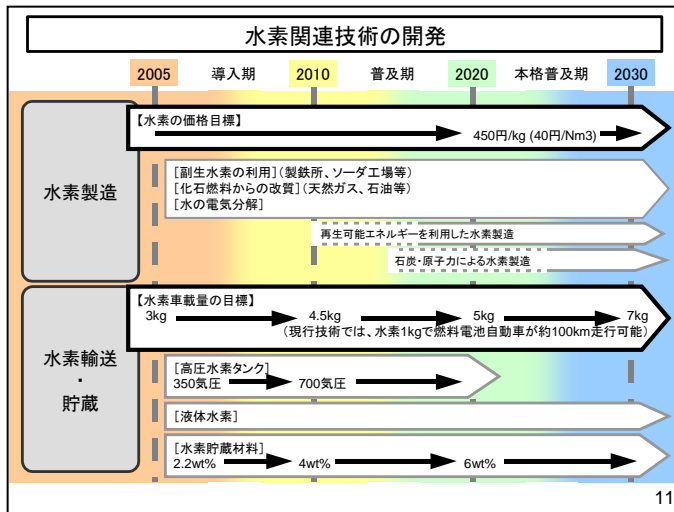 水素関連技術の開発
2005 導入期 2010 普及期 2020 本格普及期 2030
水素製造
【水素の価格目標】
450円/kg (40円/Nm3)
[副生水素の利用](製鉄所、ソーダ工場等)
[化石燃料からの改質](天然ガス、石油等)
[水の電気分解]
再生可能エネルギーを利用した水素製造
石炭・原子力による水素製造
水素輸送
・
貯蔵
【水素車載量の目標】
3kg 4.5kg 5kg 7kg
(現行技術では、水素1kgで燃料電池自動車が約100km走行可能)
[高圧水素タンク]
350気圧 700気圧
[液体水素]
[水素貯蔵材料]
2.2wt% 4wt% 6wt%
11